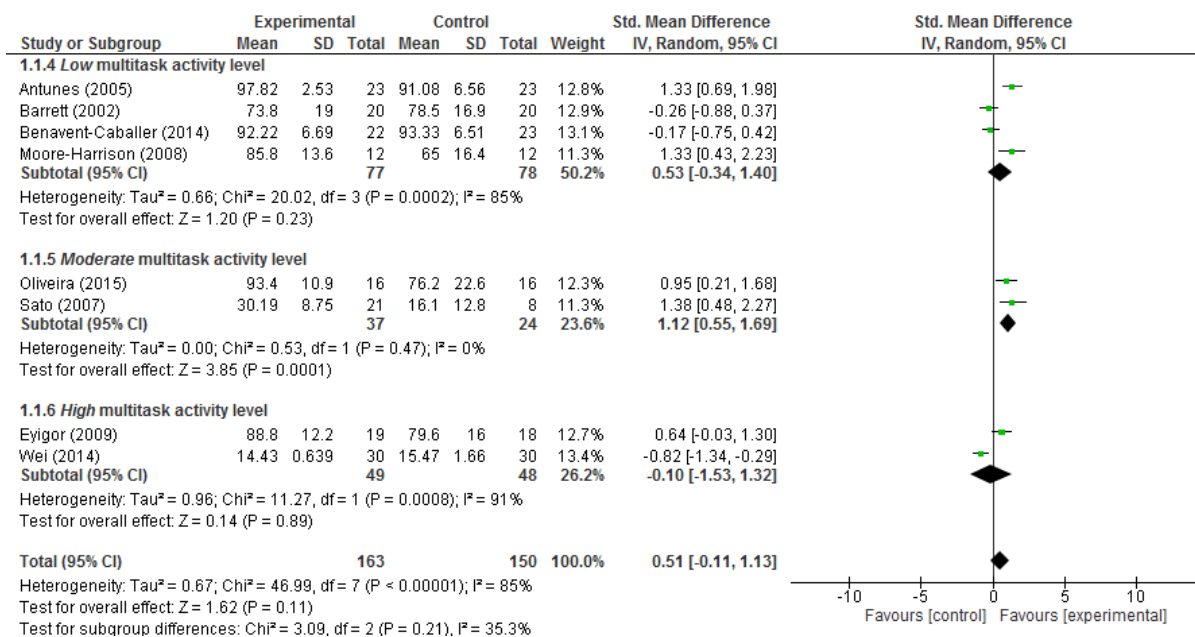 Experimental Control Std. Mean Difference Std. Mean Difference
Study or Subgroup Mean SD Total Mean SD Total Weight IV, Random, 95% CI IV, Random, 95% CI
1.1.4 Low multitask activity level
Antunes (2005) 97.82 2.53 23 91.08 6.56 23 12.8% 1.33 [0.69, 1.98]
Barrett (2002) 73.8 19 20 78.5 16.9 20 12.9% -0.26 [-0.88, 0.37]
Benavent-Caballer (2014) 92.22 6.69 22 93.33 6.51 23 13.1% -0.17 [-0.75, 0.42]
Moore-Harrison (2008) 85.8 13.6 12 65 16.4 12 11.3% 1.33 [0.43, 2.23]
Subtotal (95% CI) 77 78 50.2% 0.53 [-0.34, 1.40]
Heterogeneity: Tau² = 0.66; Chi² = 20.02, df = 3 (P = 0.0002); I² = 85%
Test for overall effect: Z = 1.20 (P = 0.23)
1.1.5 Moderate multitask activity level
Oliveira (2015) 93.4 10.9 16 76.2 22.6 16 12.3% 0.95 [0.21, 1.68]
Sato (2007) 30.19 8.75 21 16.1 12.8 8 11.3% 1.38 [0.48, 2.27]
Subtotal (95% CI) 37 24 23.6% 1.12 [0.55, 1.69]
Heterogeneity: Tau² = 0.00; Chi² = 0.53, df = 1 (P = 0.47); I² = 0%
Test for overall effect: Z = 3.85 (P = 0.0001)
1.1.6 High multitask activity level
Eyigor (2009) 88.8 12.2 19 79.6 16 18 12.7% 0.64 [-0.03, 1.30]
Wei (2014) 14.43 0.639 30 15.47 1.66 30 13.4% -0.82 [-1.34, -0.29]
Subtotal (95% CI) 49 48 26.2% -0.10 [-1.53, 1.32]
Heterogeneity: Tau² = 0.96; Chi² = 11.27, df = 1 (P = 0.0008); I² = 91%
Test for overall effect: Z = 0.14 (P = 0.89)
Total (95% CI) 163 150 100.0% 0.51 [-0.11, 1.13]
Heterogeneity: Tau² = 0.67; Chi² = 46.99, df = 7 (P < 0.00001); I² = 85%
Test for overall effect: Z = 1.62 (P = 0.11)
Test for subgroup differences: Chi² = 3.09, df = 2 (P = 0.21), I² = 35.3%
-10 -5 0 5 10
Favours [control] Favours [experimental]